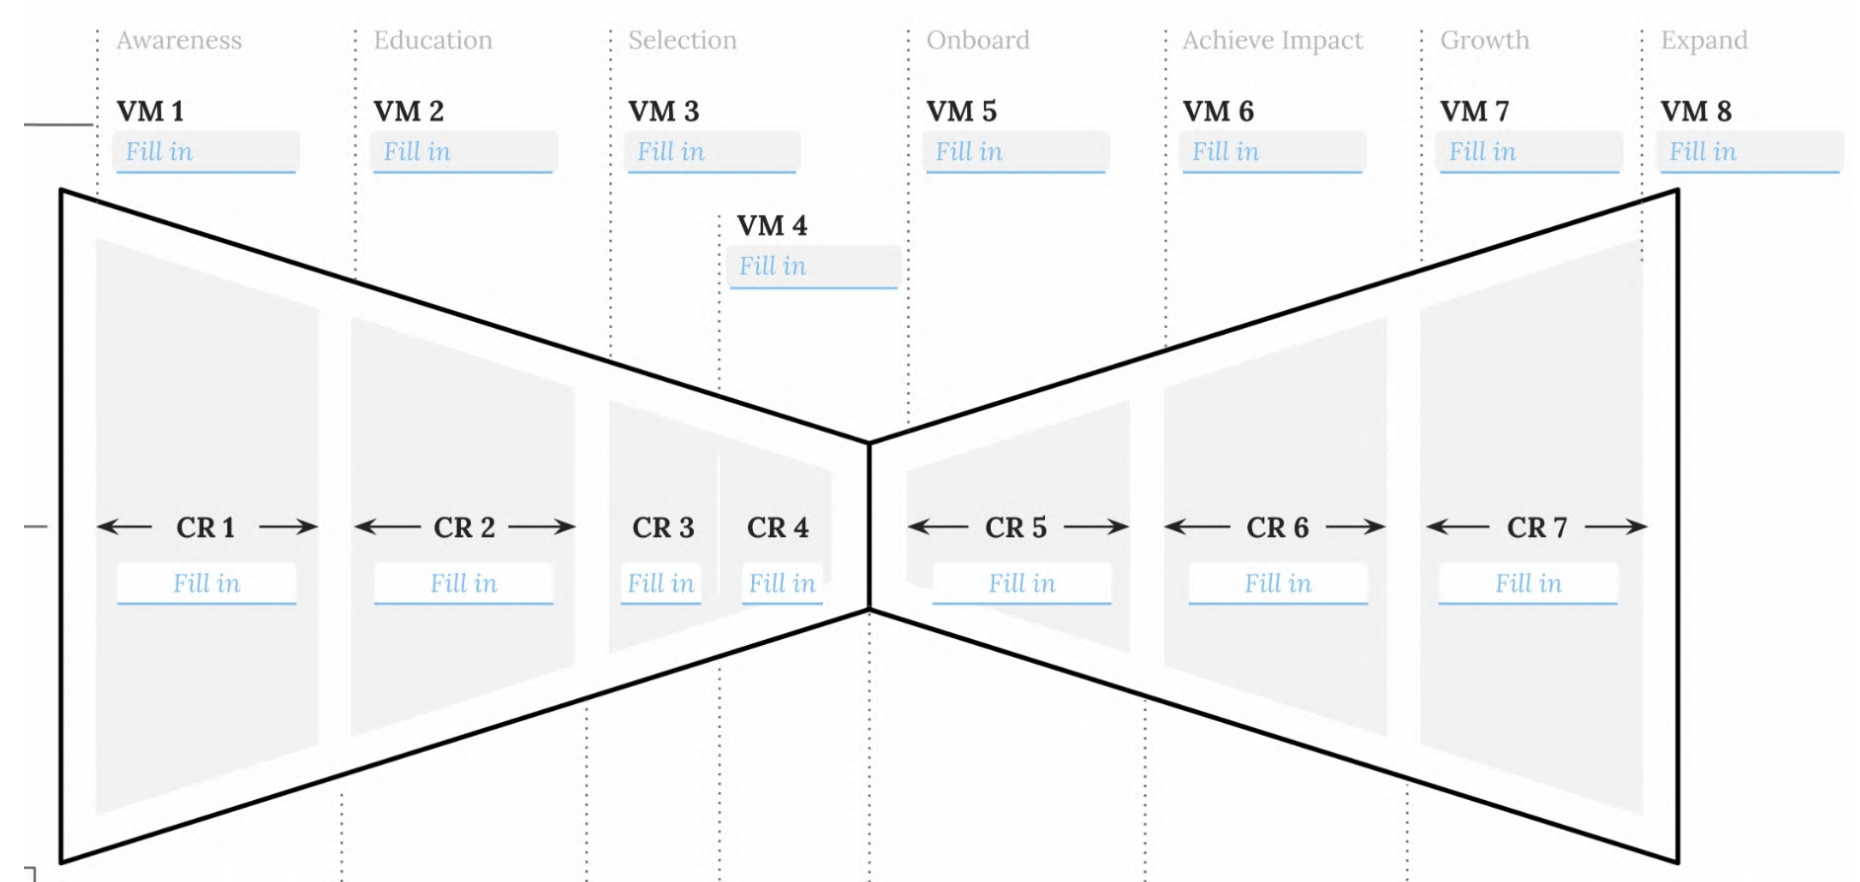 Awareness
Education
Selection
Onboard
Achieve Impact
Growth
Expand
VM 1
VM 2
VM 3
VM 5
VM 6
VM 7
VM 8
Fill in
Fill in
Fill in
Fill in
Fill in
Fill in
Fill in
VM 4
Fill in
CR 1
CR 2
CR 3
CR 4
CR 5
CR 6
CR 7
Fill in
Fill in
Fill in
Fill in
Fill in
Fill in
Fill in